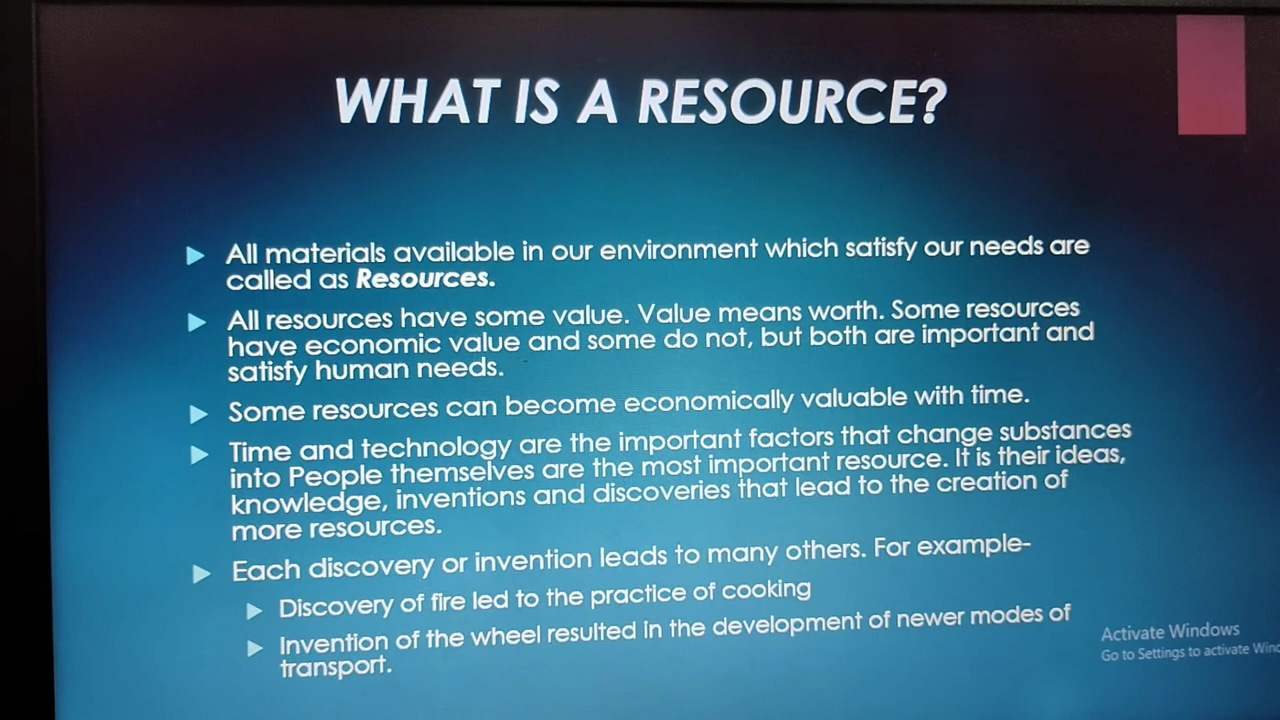 WHAT IS A RESOURCE?
All materials available in our environment which satisfy our needs are
called as Resources.
All resources have some value. Value means worth. Some resources
have economic value and some do not, but both are important and
satisfy human needs.
Some resources can become economically valuable with time.
Time and technology are the important factors that change substances
into People themselves are the most important resource. It is their ideas,
knowledge, inventions and discoveries that lead to the creation of
more resources.
Each discovery or invention leads to many others. For example-
Discovery of fire led to the practice of cooking
Invention of the wheel resulted in the development of newer modes of
transport.
Activate Windows
Go to Settings to activate